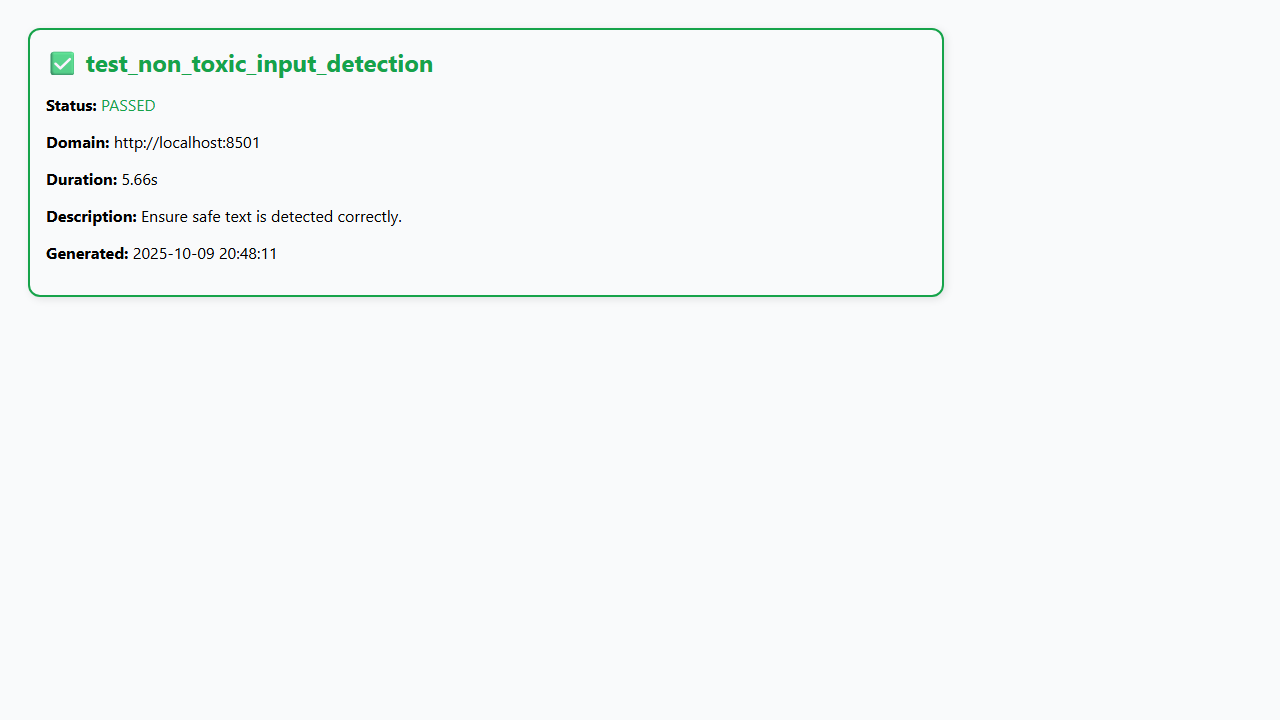 ✅ test_non_toxic_input_detection
Status: PASSED
Domain: http://localhost:8501
Duration: 5.66s
Description: Ensure safe text is detected correctly.
Generated: 2025-10-09 20:48:11